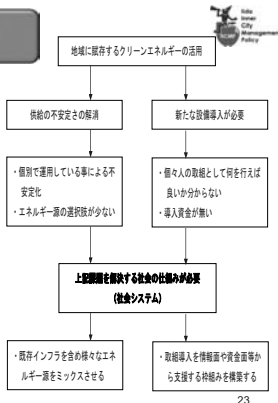 Iida
Inner
City
Management
Policy
地域に賦存するクリーンエネルギーの活用
供給の不安定さの解消
新たな設備導入が必要
・個別で運用している事による不
安定化
・エネルギー源の選択肢が少ない
・個々人の取組として何を行えば
良いか分からない
・導入資金が無い
上記課題を解決する社会の仕組みが必要
(社会システム)
・既存インフラを含め様々なエネ
ルギー源をミックスさせる
・取組導入を情報面や資金面等か
ら支援する枠組みを構築する
23